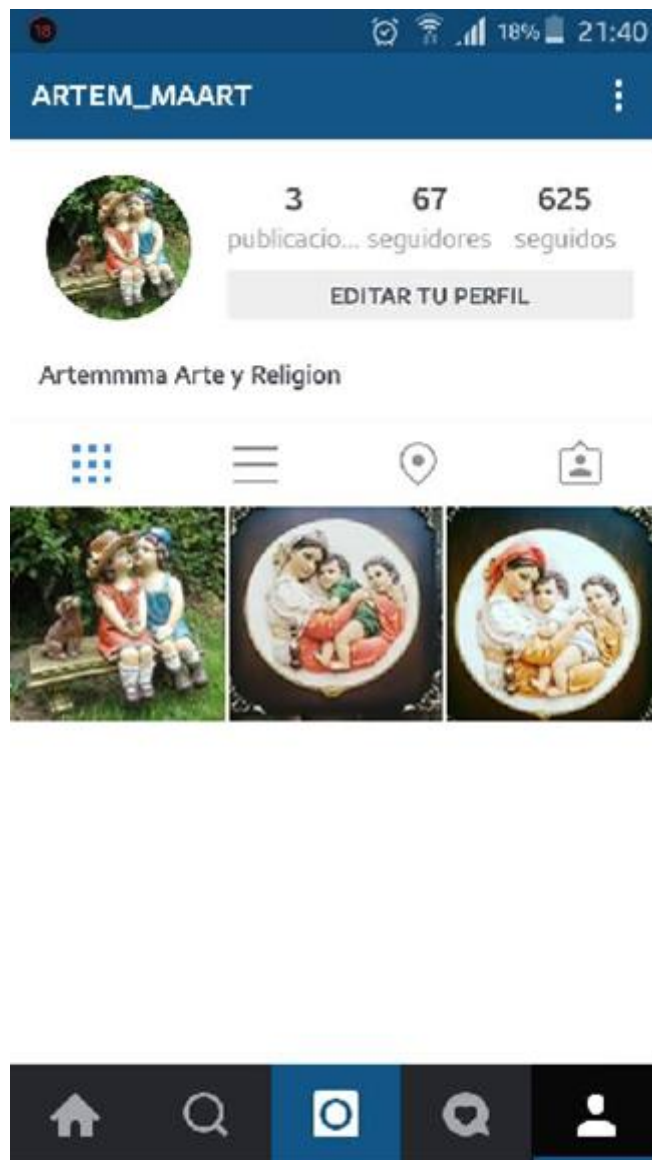 18 18% 21:40
ARTEM_MAART
3 67 625
publicacio... seguidores seguidos
EDITAR TU PERFIL
Artemmma Arte y Religion